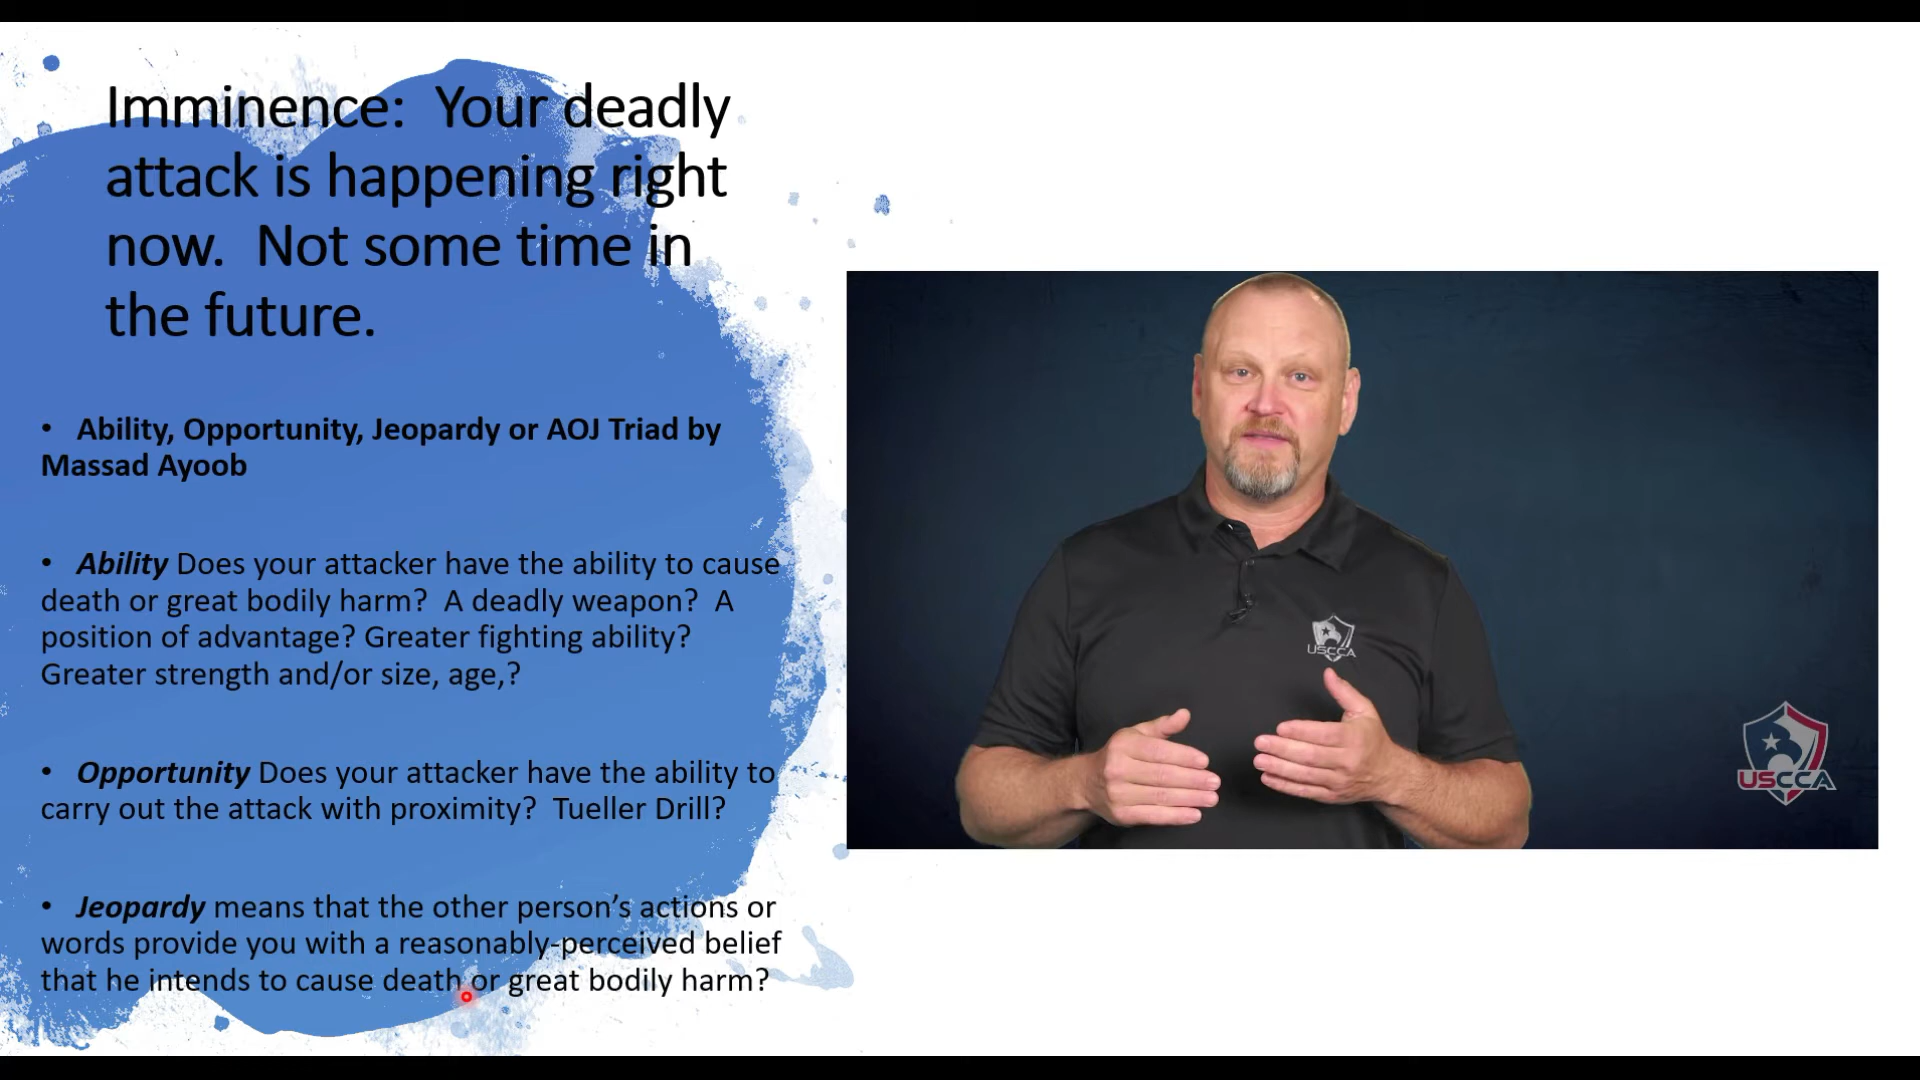 Imminence:  Your deadly
attack is happening right
now.  Not some time in
the future.
•  Ability, Opportunity, Jeopardy or AOJ Triad by
Massad Ayoob
•  Ability Does your attacker have the ability to cause
death or great bodily harm?  A deadly weapon?  A
position of advantage? Greater fighting ability?
Greater strength and/or size, age,?
•  Opportunity Does your attacker have the ability to
carry out the attack with proximity?  Tueller Drill?
•  Jeopardy means that the other person’s actions or
words provide you with a reasonably-perceived belief
that he intends to cause death or great bodily harm?
USCCA
USCCA